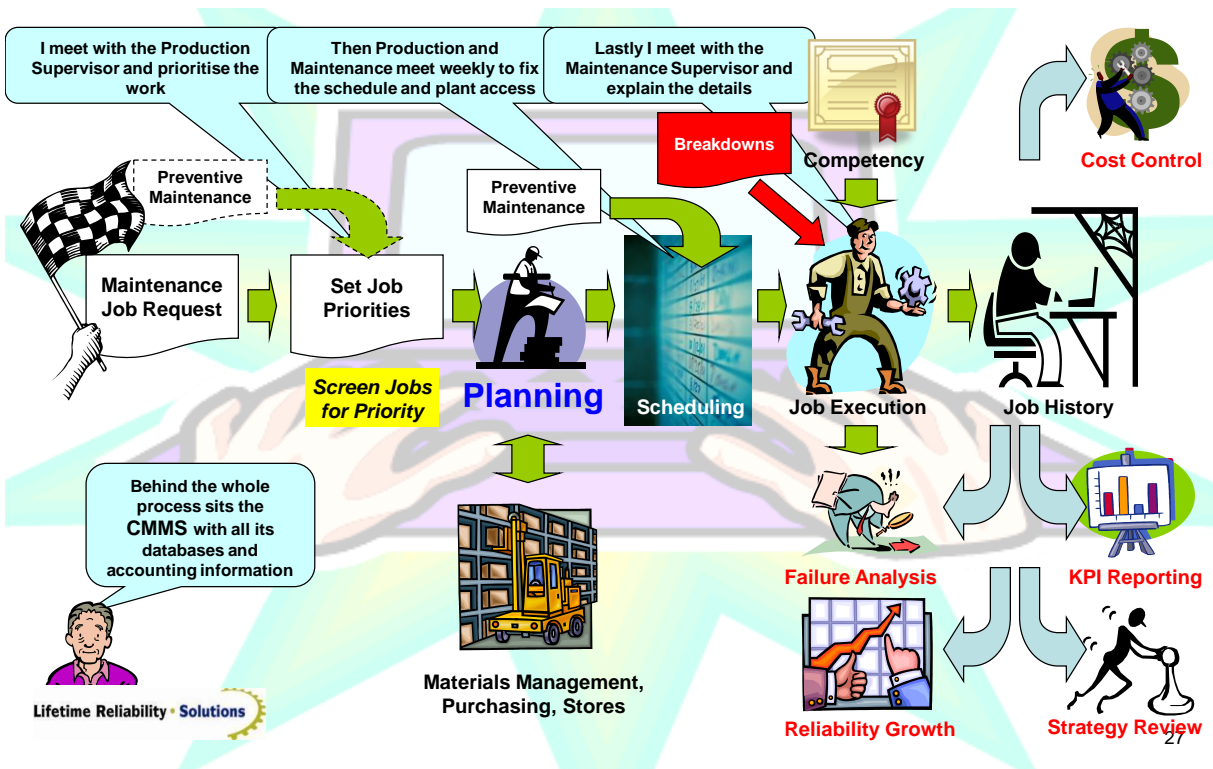 I meet with the Production
Supervisor and prioritise the
work
Then Production and
Maintenance meet weekly to fix
the schedule and plant access
Lastly I meet with the
Maintenance Supervisor and
explain the details
Breakdowns
Competency
Cost Control
Preventive
Maintenance
Preventive
Maintenance
Maintenance
Job Request
Set Job
Priorities
Screen Jobs
for Priority
Planning
Scheduling
Job Execution
Job History
Behind the whole
process sits the
CMMS with all its
databases and
accounting information
Failure Analysis
KPI Reporting
Materials Management,
Purchasing, Stores
Reliability Growth
Strategy Review
Lifetime Reliability • Solutions
27